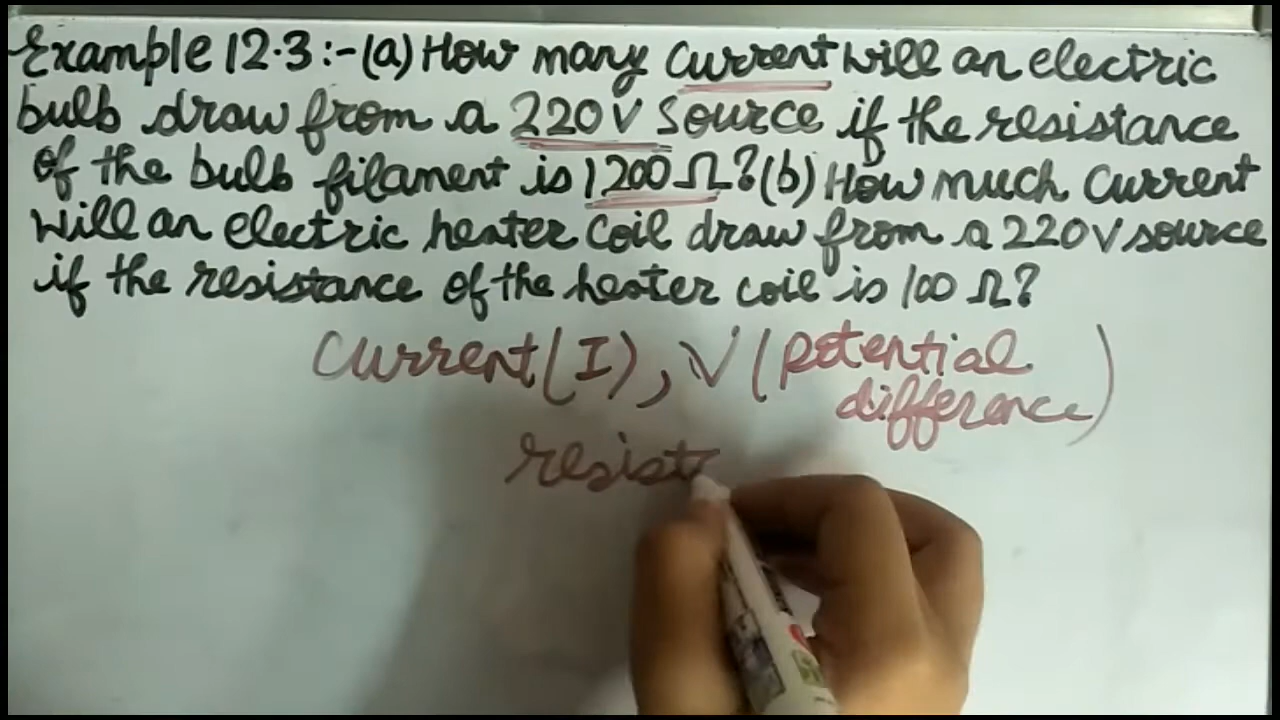 Example 12.3:-(a) How many current will an electric
bulb draw from a 220V source if the resistance
of the bulb filament is 1200 Ω? (b) How much current
will an electric heater coil draw from a 220V source
if the resistance of the heater coil is 100 Ω?
Current (I), V (potential
difference)
resist